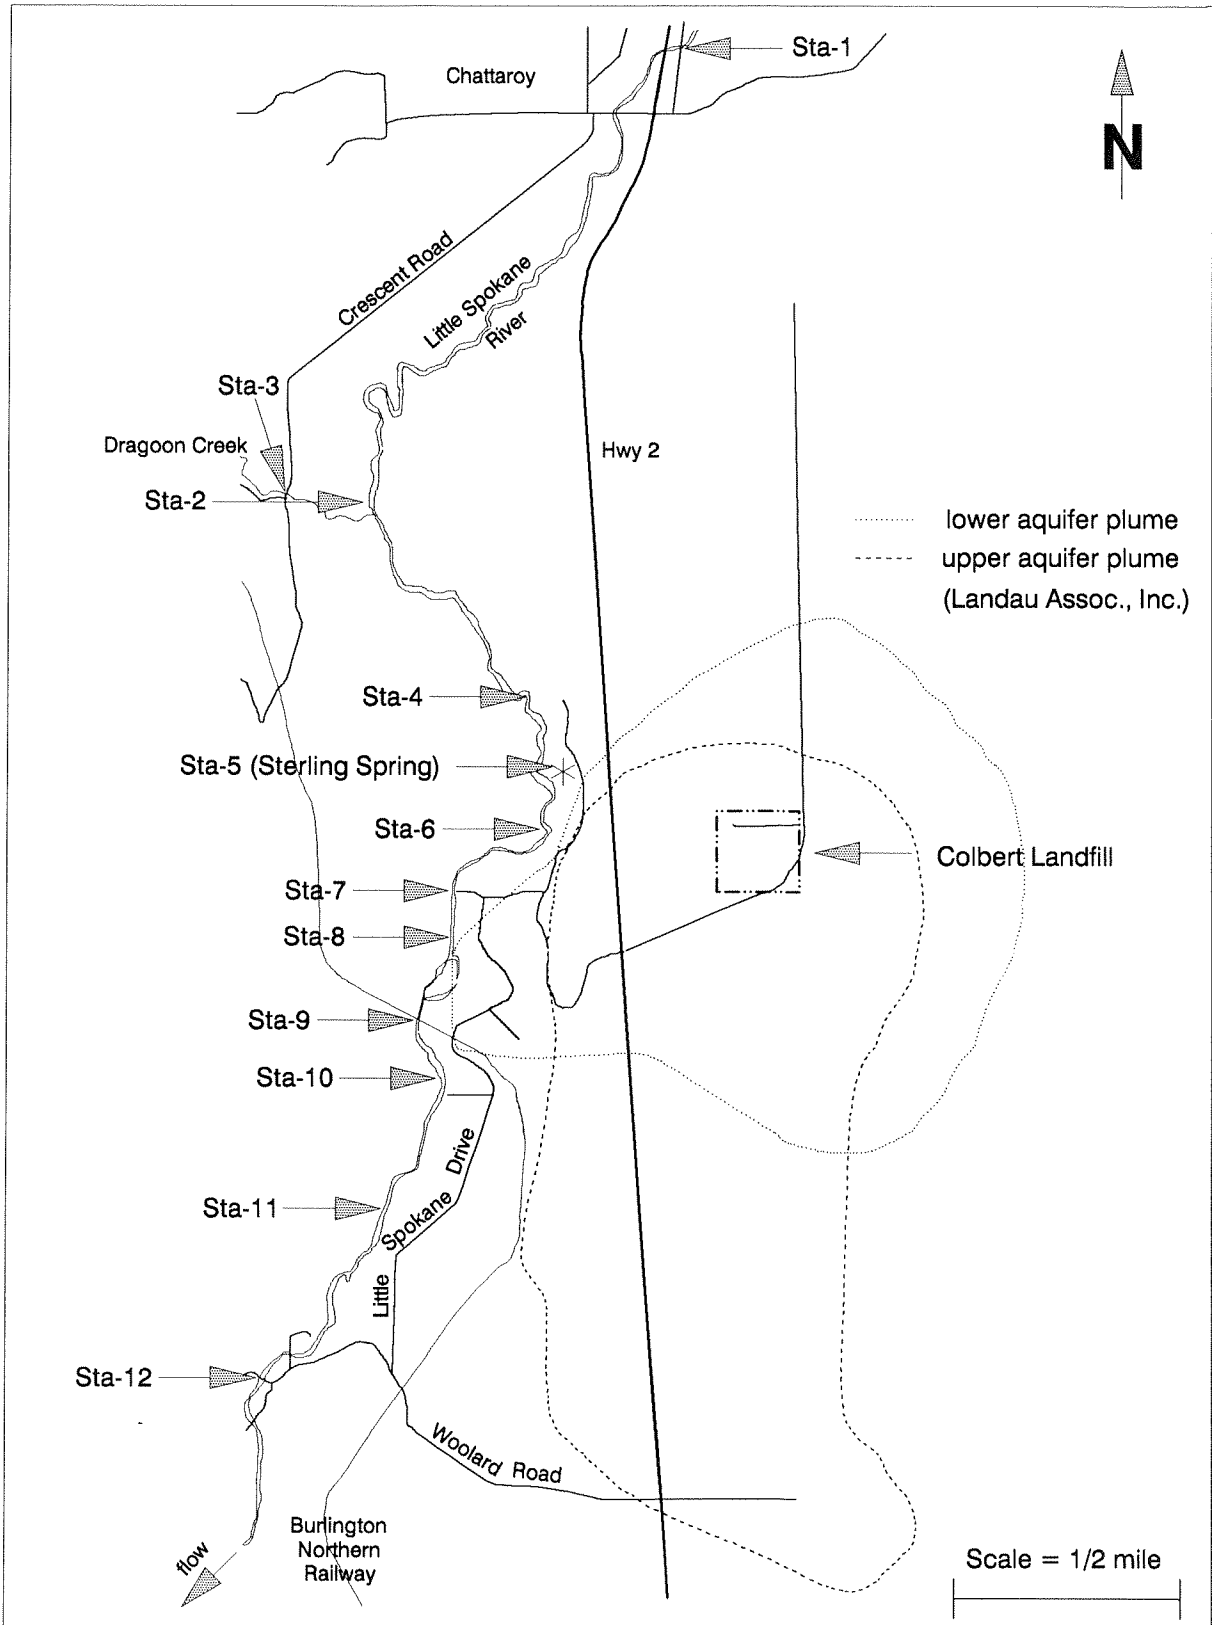 Sta-1
Chattaroy
N
Crescent Road
Little Spokane
River
Sta-3
Dragoon Creek
Hwy 2
Sta-2
lower aquifer plume
upper aquifer plume
(Landau Assoc., Inc.)
Sta-4
Sta-5 (Sterling Spring)
Sta-6
Colbert Landfill
Sta-7
Sta-8
Sta-9
Sta-10
Sta-11
Little Spokane Drive
Sta-12
Woolard Road
Burlington
Northern
Railway
flow
Scale = 1/2 mile